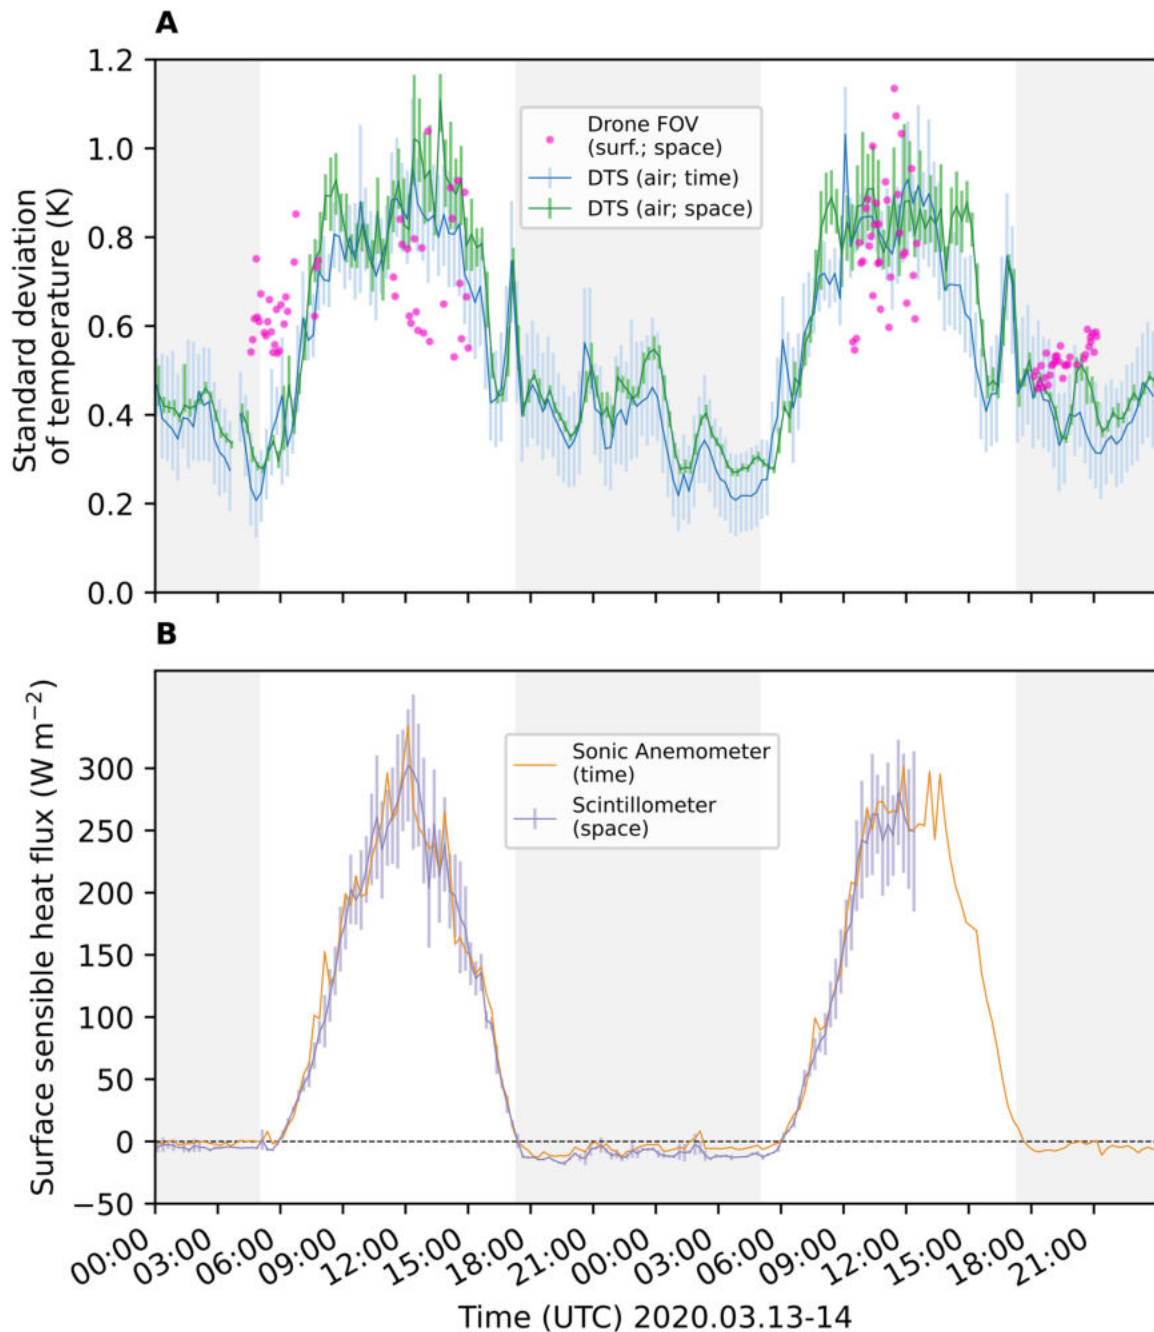 A
1.2
1.0
0.8
0.6
0.4
0.2
0.0
Standard deviation
of temperature (K)
Drone FOV
(surf.; space)
DTS (air; time)
DTS (air; space)
B
300
250
200
150
100
50
0
−50
Surface sensible heat flux (W m⁻²)
Sonic Anemometer
(time)
Scintillometer
(space)
00:00
03:00
06:00
09:00
12:00
15:00
18:00
21:00
00:00
03:00
06:00
09:00
12:00
15:00
18:00
21:00
Time (UTC) 2020.03.13-14